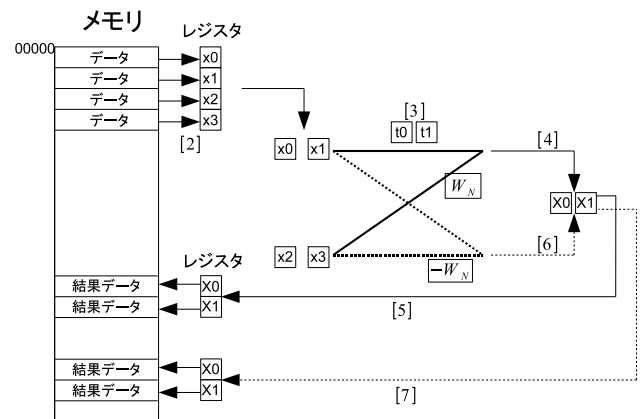 メモリ
レジスタ
00000
データ x0
データ x1
データ x2
データ x3
[2]
[3]
t0 t1
[4]
x0 x1
W_N
X0 X1
x2 x3
[6]
-W_N
レジスタ
結果データ X0
結果データ X1
[5]
結果データ X0
結果データ X1
[7]